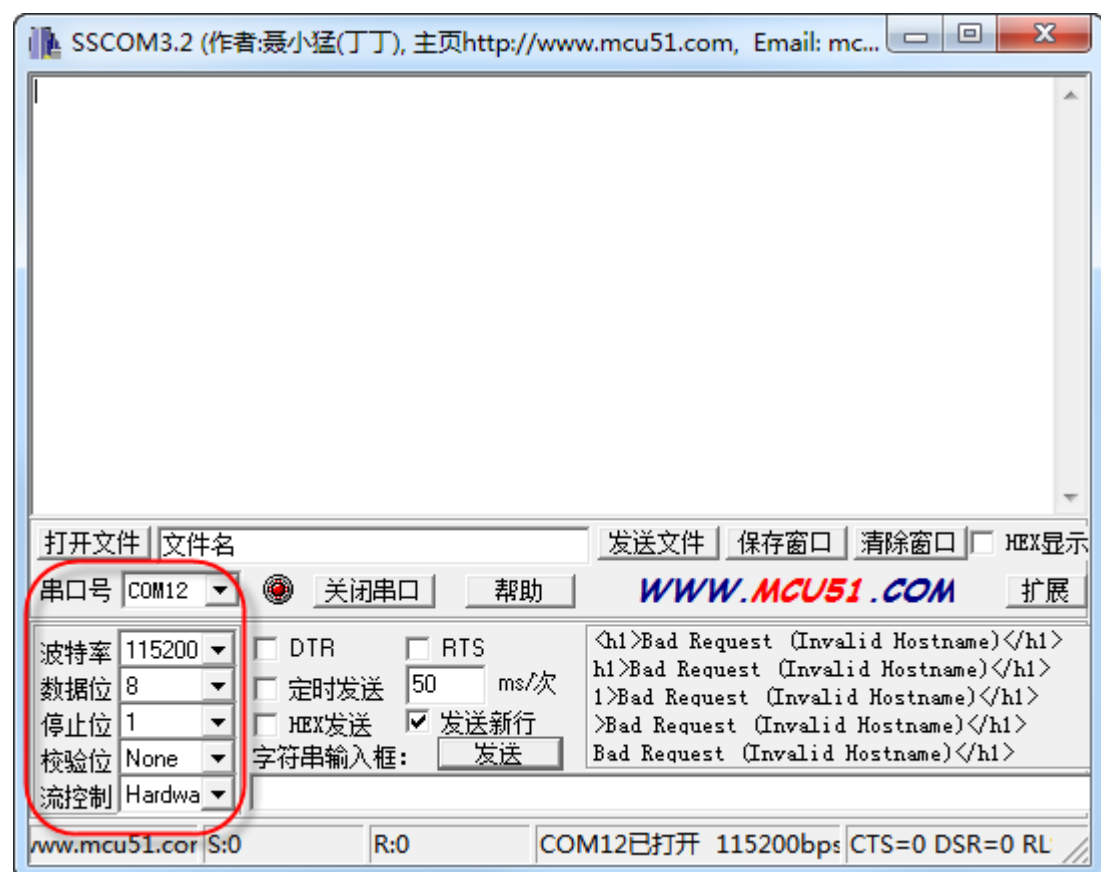 SSCOM3.2 (作者:聂小猛(丁丁), 主页http://www.mcu51.com,  Email: mc...
打开文件 文件名 发送文件 保存窗口 清除窗口 HEX显示
串口号 COM12 关闭串口 帮助 WWW.MCU51.COM 扩展
波特率 115200 DTR RTS <h1>Bad Request (Invalid Hostname)</h1>
数据位 8 定时发送 50 ms/次 h1>Bad Request (Invalid Hostname)</h1>
1>Bad Request (Invalid Hostname)</h1>
停止位 1 HEX发送 发送新行 >Bad Request (Invalid Hostname)</h1>
校验位 None 字符串输入框: 发送 Bad Request (Invalid Hostname)</h1>
流控制 Hardwa
www.mcu51.cor S:0 R:0 COM12已打开 115200bps CTS=0 DSR=0 RL